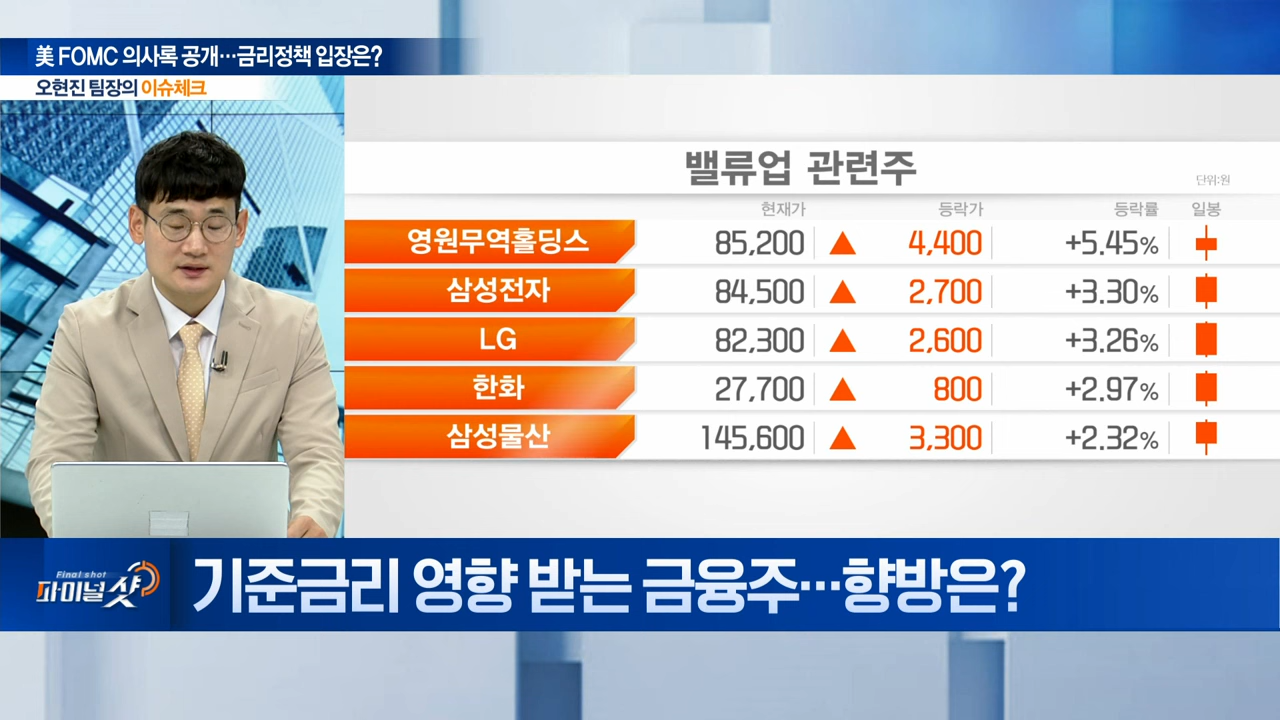 美 FOMC 의사록 공개…금리정책 입장은?
오현진 팀장의 이슈체크
밸류업 관련주
단위:원
현재가 등락가 등락률 일봉
영원무역홀딩스 85,200 ▲ 4,400 +5.45%
삼성전자 84,500 ▲ 2,700 +3.30%
LG 82,300 ▲ 2,600 +3.26%
한화 27,700 ▲ 800 +2.97%
삼성물산 145,600 ▲ 3,300 +2.32%
Final shot
파이널 샷
기준금리 영향 받는 금융주…향방은?